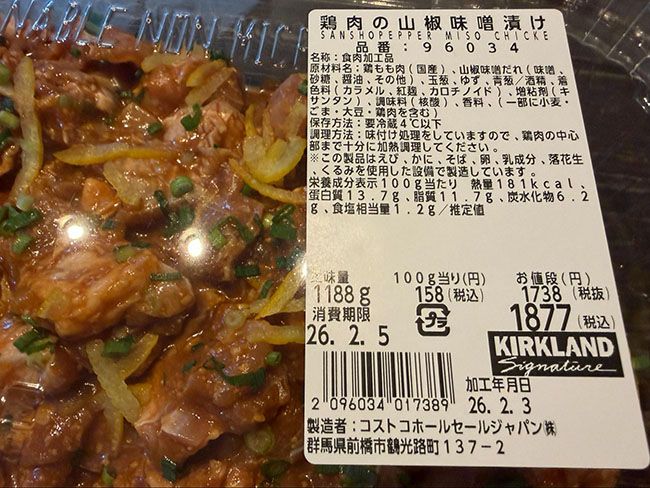 鶏肉の山椒味噌漬け
SANSHOPEPPER MISO CHICKE
品番:96034
名称:食肉加工品
原材料名:鶏もも肉(国産)、山椒味噌だれ(味噌、
砂糖、醤油、その他)、玉葱、ゆず、青葱/酒精、着
色料(カラメル、紅麹、カロチノイド)、増粘剤(キ
サンタン)、調味料(核酸)、香料、(一部に小麦・
ごま・大豆・鶏肉を含む)
保存方法:要冷蔵4℃以下
調理方法:味付け処理をしていますので、鶏肉の中心
部まで十分に加熱調理してください。
※この製品はえび、かに、そば、卵、乳成分、落花生
、くるみを使用した設備で製造しています。
栄養成分表示100g当たり 熱量181kcal、
蛋白質13.7g、脂質11.7g、炭水化物6.2
g、食塩相当量1.2g/推定値
味量 100g当り(円) お値段(円)
1188g 158(税込) 1738(税抜)
消費期限 1877(税込)
26.2.5 プラ
KIRKLAND
Signature
加工年月日
2 096034 017389 26.2.3
製造者:コストコホールセールジャパン㈱
群馬県前橋市鶴光路町137-2